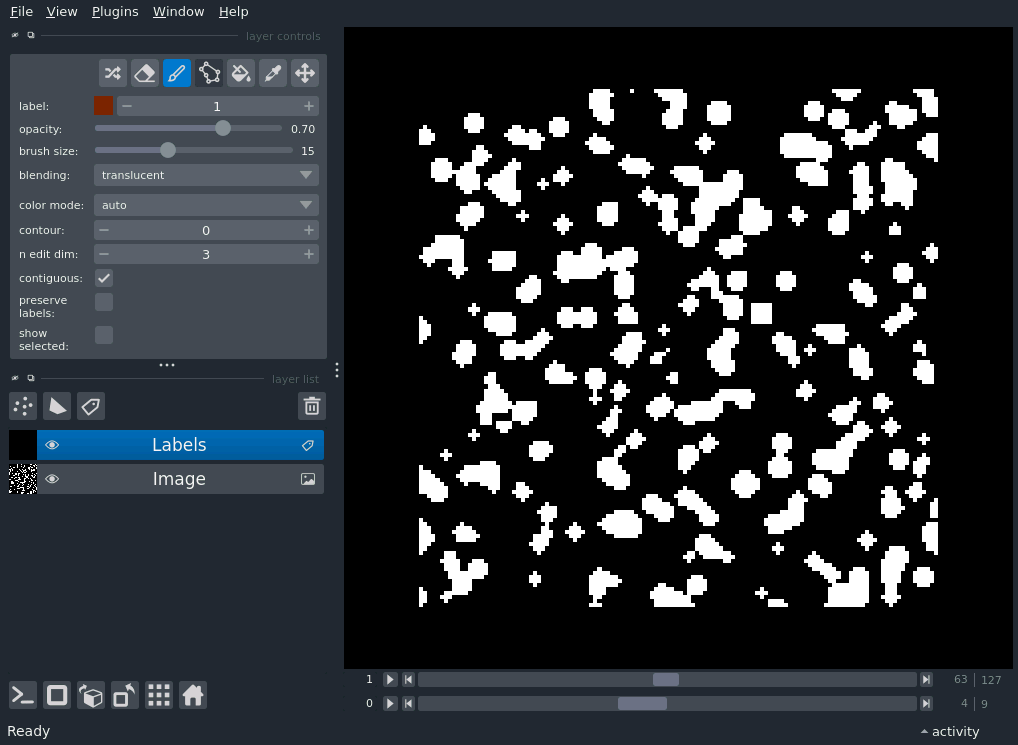 File View Plugins Window Help
layer controls
label: 1
opacity: 0.70
brush size: 15
blending: translucent
color mode: auto
contour: 0
n edit dim: 3
contiguous:
preserve
labels:
show
selected:
layer list
Labels
Image
1 63 127
0 4 9
Ready
activity